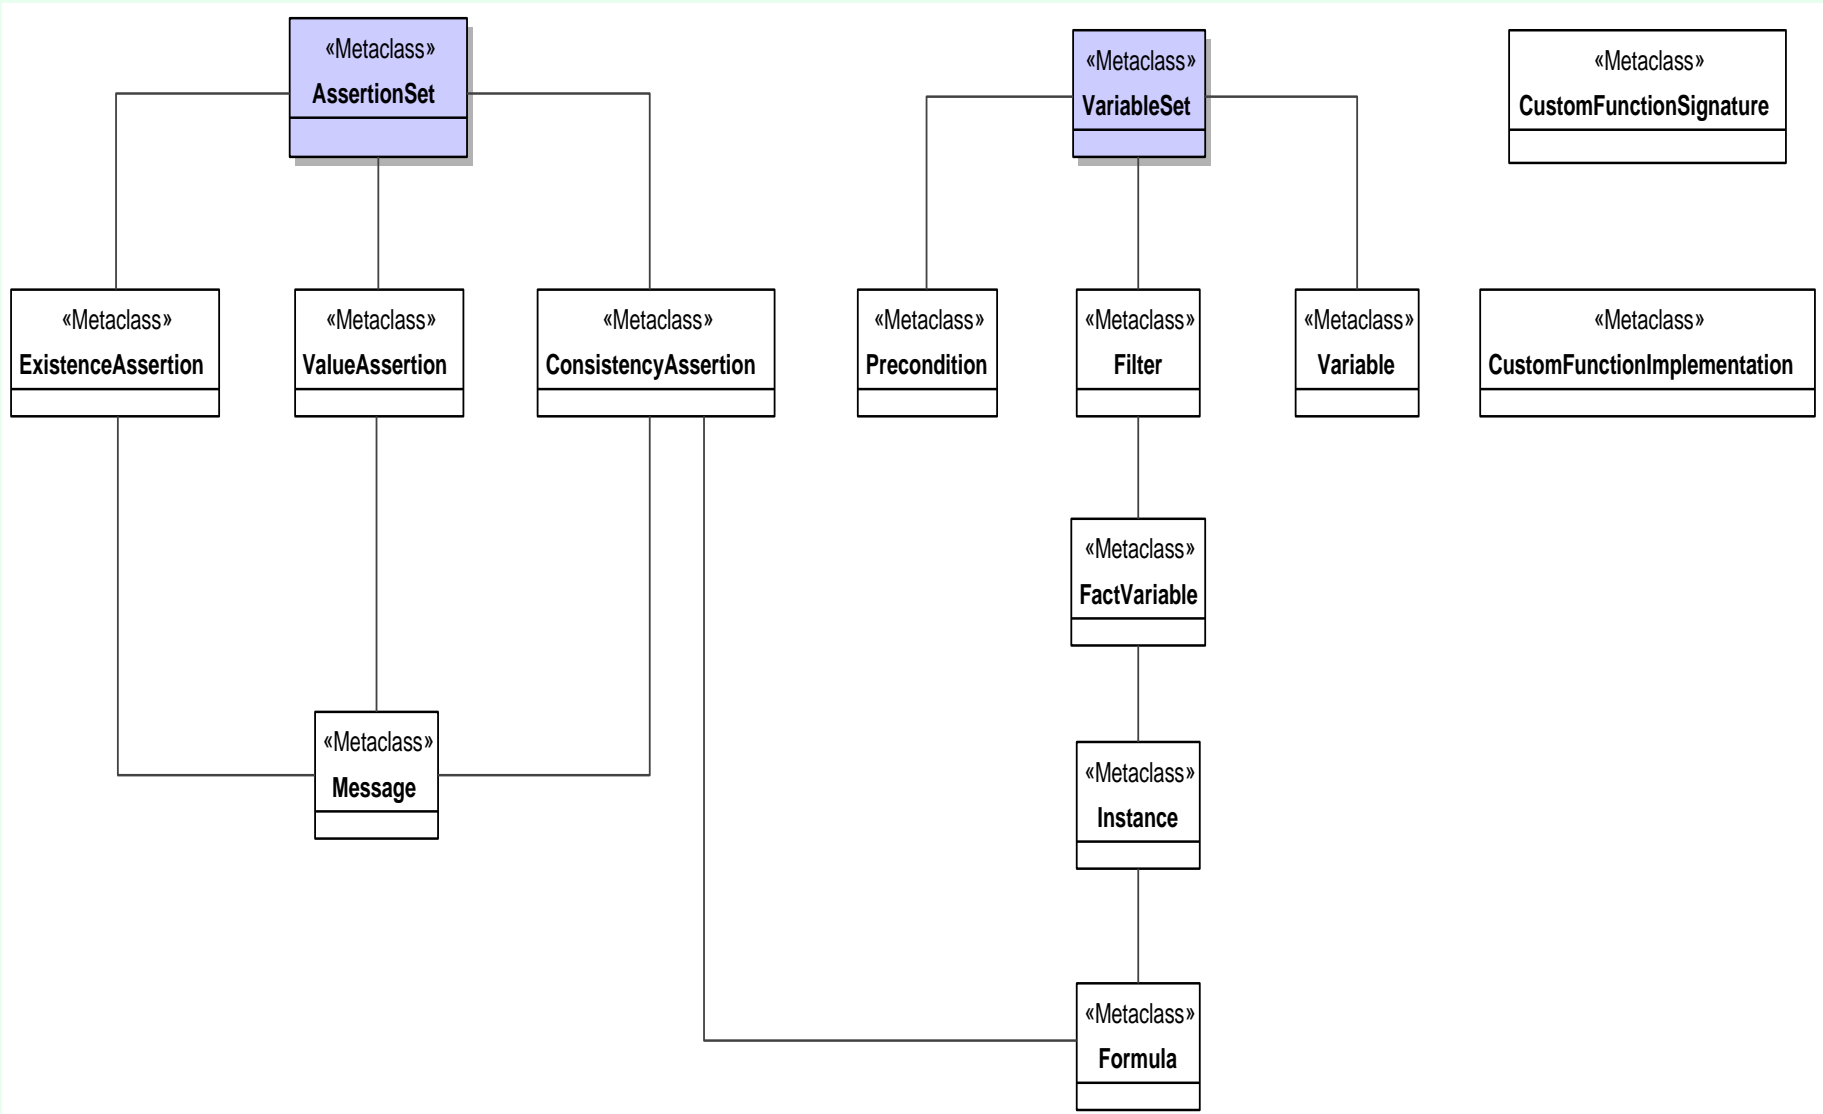 «Metaclass»
AssertionSet
«Metaclass»
VariableSet
«Metaclass»
CustomFunctionSignature
«Metaclass»
ExistenceAssertion
«Metaclass»
ValueAssertion
«Metaclass»
ConsistencyAssertion
«Metaclass»
Precondition
«Metaclass»
Filter
«Metaclass»
Variable
«Metaclass»
CustomFunctionImplementation
«Metaclass»
FactVariable
«Metaclass»
Message
«Metaclass»
Instance
«Metaclass»
Formula